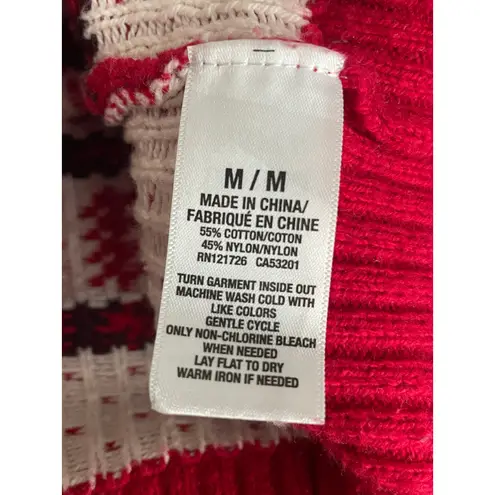 M / M
MADE IN CHINA/
FABRIQUÉ EN CHINE
55% COTTON/COTON
45% NYLON/NYLON
RN121726 CA53201
TURN GARMENT INSIDE OUT
MACHINE WASH COLD WITH
LIKE COLORS
GENTLE CYCLE
ONLY NON-CHLORINE BLEACH
WHEN NEEDED
LAY FLAT TO DRY
WARM IRON IF NEEDED